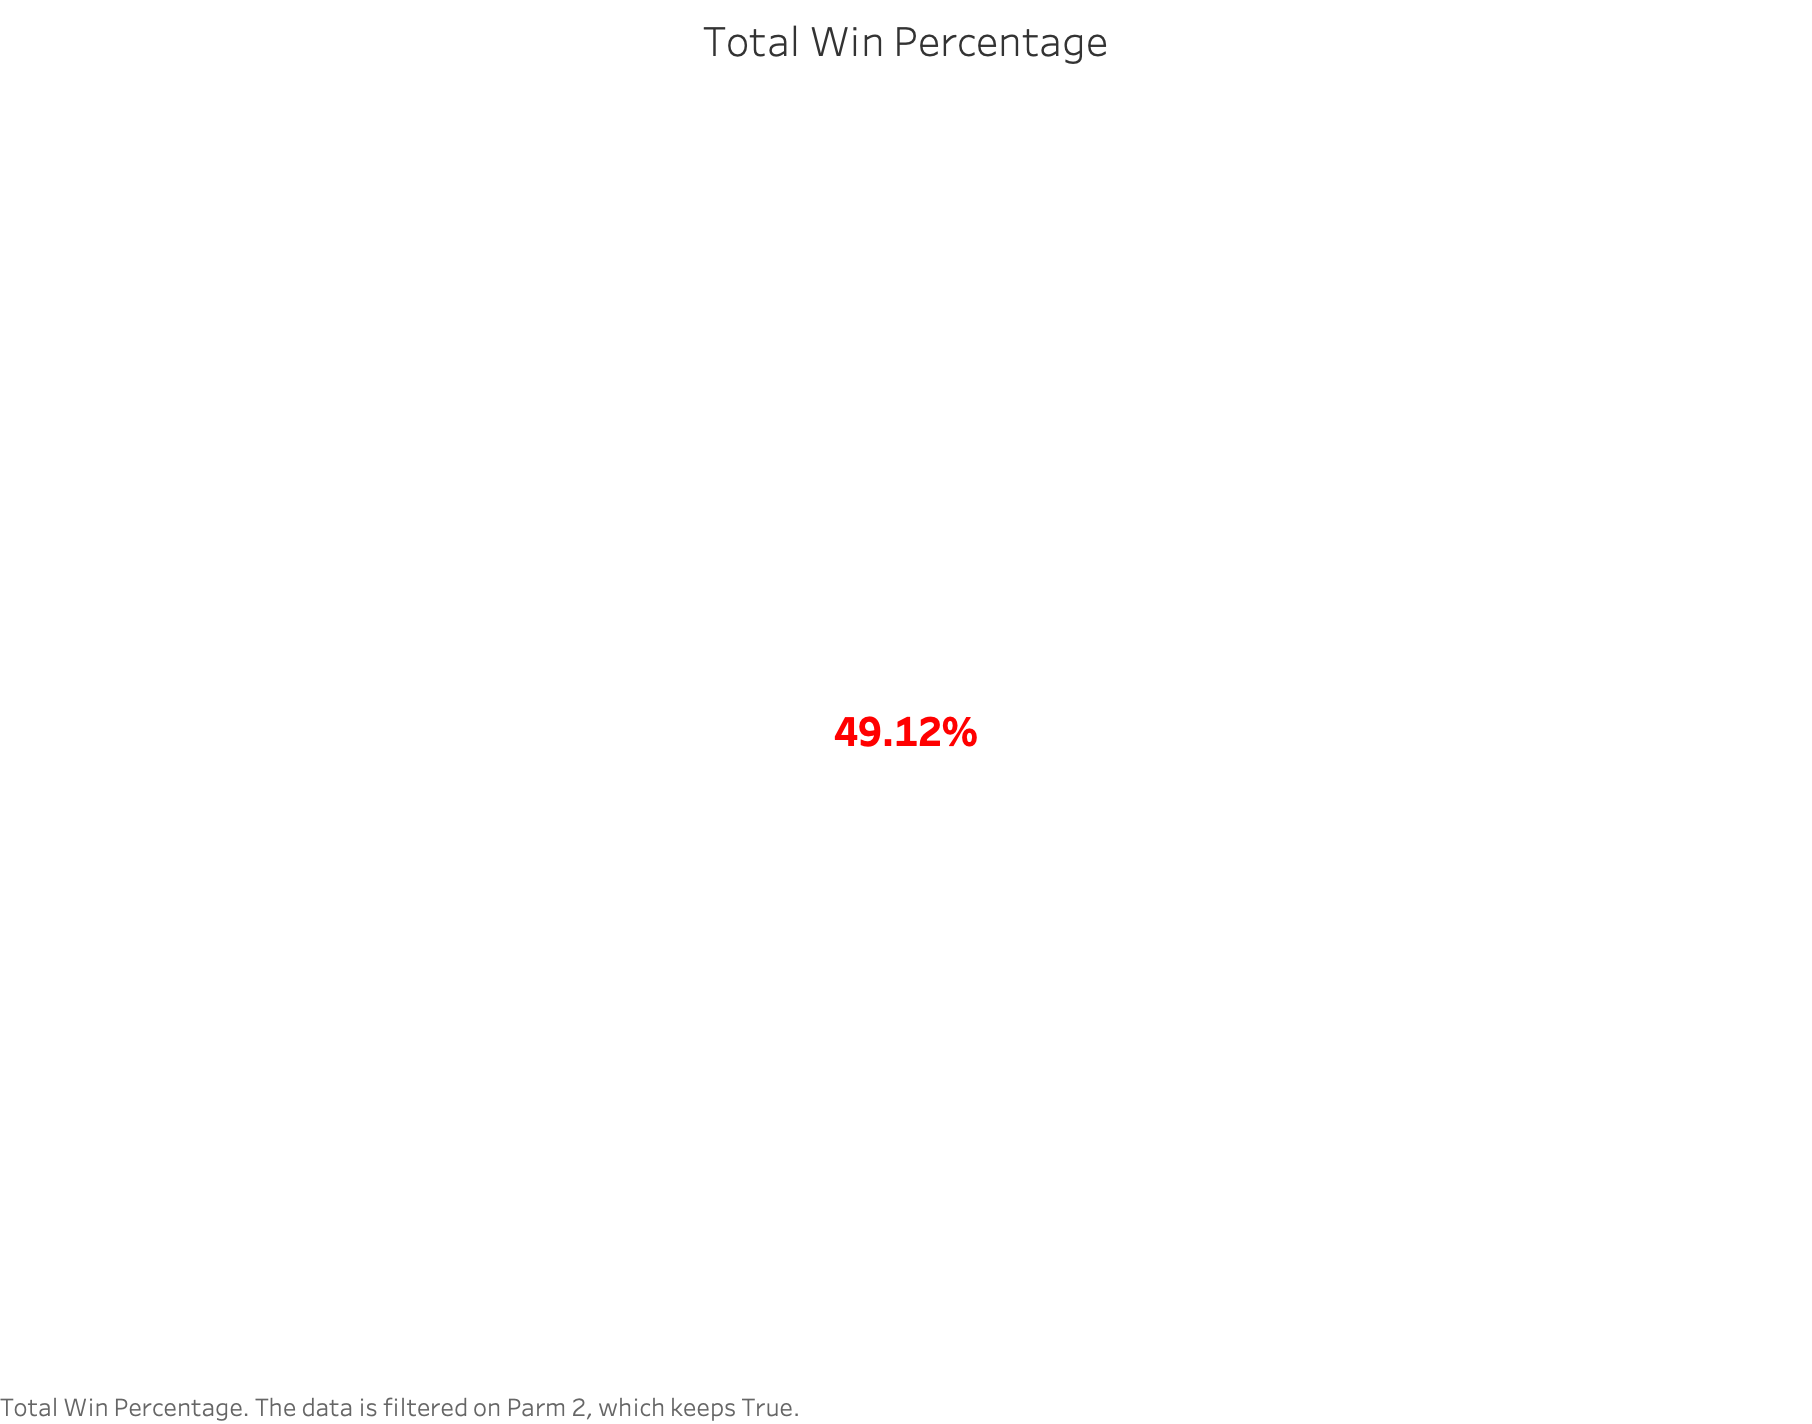 Total Win Percentage
49.12%
Total Win Percentage. The data is filtered on Parm 2, which keeps True.